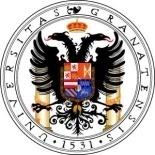 UNIVERSITAS GRANATENSIS
· 1531 ·